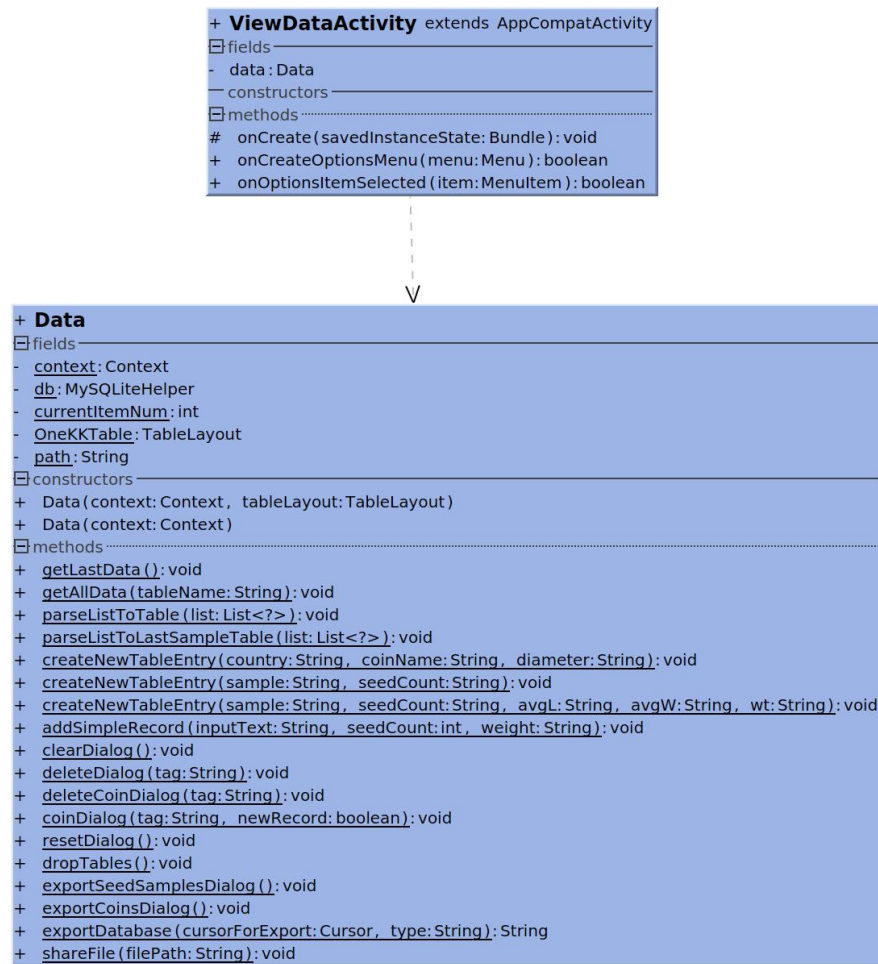 + ViewDataActivity extends AppCompatActivity
fields
- data:Data
constructors
methods
# onCreate(savedInstanceState:Bundle):void
+ onCreateOptionsMenu(menu:Menu):boolean
+ onOptionsItemSelected(item:MenuItem):boolean
+ Data
fields
- context:Context
- db:MySQLiteHelper
- currentItemNum:int
- OneKKTable:TableLayout
- path:String
constructors
+ Data(context:Context, tableLayout:TableLayout)
+ Data(context:Context)
methods
+ getLastData():void
+ getAllData(tableName:String):void
+ parseListToTable(list:List<?>):void
+ parseListToLastSampleTable(list:List<?>):void
+ createNewTableEntry(country:String, coinName:String, diameter:String):void
+ createNewTableEntry(sample:String, seedCount:String):void
+ createNewTableEntry(sample:String, seedCount:String, avgL:String, avgW:String, wt:String):void
+ addSimpleRecord(inputText:String, seedCount:int, weight:String):void
+ clearDialog():void
+ deleteDialog(tag:String):void
+ deleteCoinDialog(tag:String):void
+ coinDialog(tag:String, newRecord:boolean):void
+ resetDialog():void
+ dropTables():void
+ exportSeedSamplesDialog():void
+ exportCoinsDialog():void
+ exportDatabase(cursorForExport:Cursor, type:String):String
+ shareFile(filePath:String):void